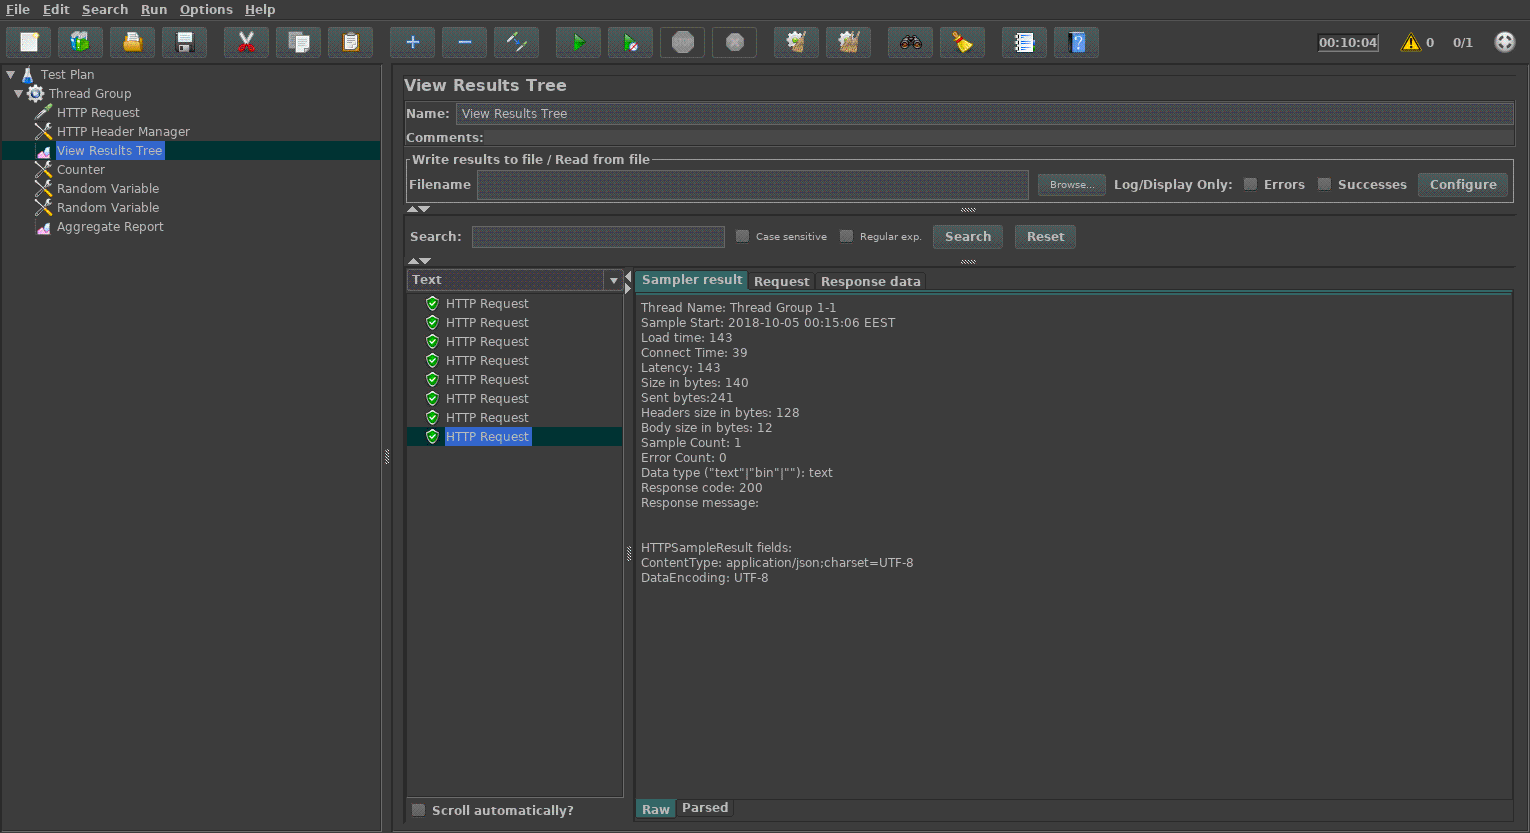 File Edit Search Run Options Help
00:10:04 0 0/1
Test Plan
Thread Group
HTTP Request
HTTP Header Manager
View Results Tree
Counter
Random Variable
Random Variable
Aggregate Report
View Results Tree
Name: View Results Tree
Comments:
Write results to file / Read from file
Filename Browse... Log/Display Only: Errors Successes Configure
Search: Case sensitive Regular exp. Search Reset
Text
HTTP Request
HTTP Request
HTTP Request
HTTP Request
HTTP Request
HTTP Request
HTTP Request
HTTP Request
Scroll automatically?
Sampler result Request Response data
Thread Name: Thread Group 1-1
Sample Start: 2018-10-05 00:15:06 EEST
Load time: 143
Connect Time: 39
Latency: 143
Size in bytes: 140
Sent bytes:241
Headers size in bytes: 128
Body size in bytes: 12
Sample Count: 1
Error Count: 0
Data type ("text"|"bin"|""): text
Response code: 200
Response message:
HTTPSampleResult fields:
ContentType: application/json;charset=UTF-8
DataEncoding: UTF-8
Raw Parsed